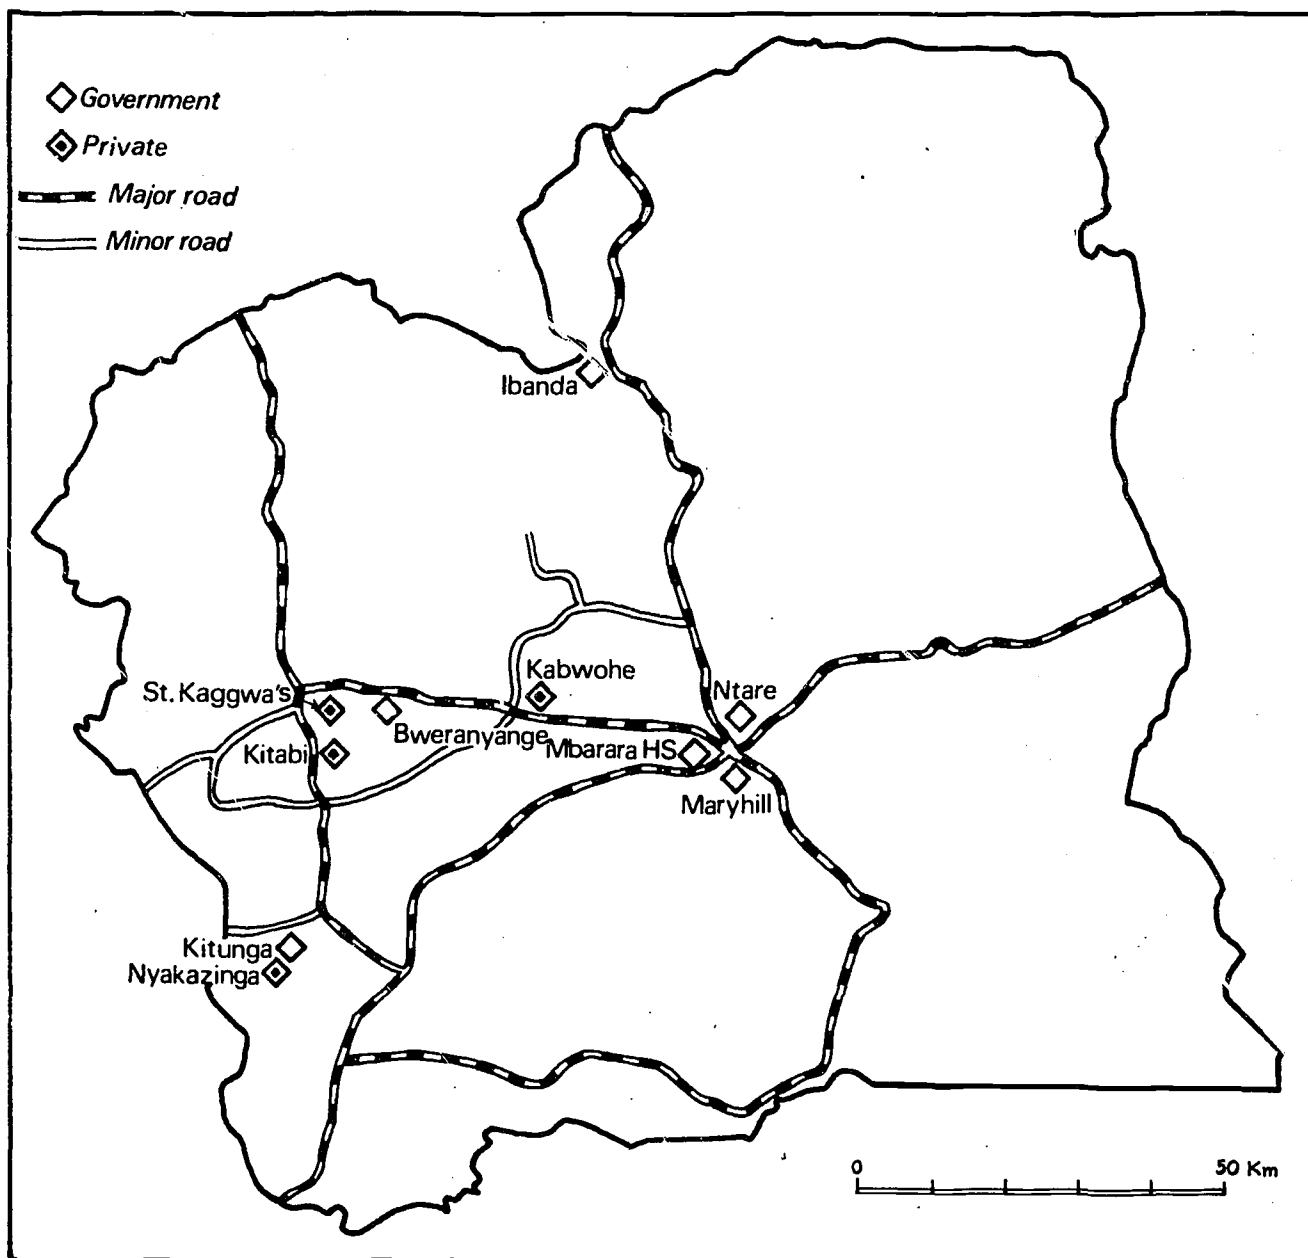 Government
Private
Major road
Minor road
Ibanda
Kabwohe
St. Kaggwa's
Ntare
Bweranyange
Kitabi
Mbarara HS
Maryhill
Kitunga
Nyakazinga
0
50 Km